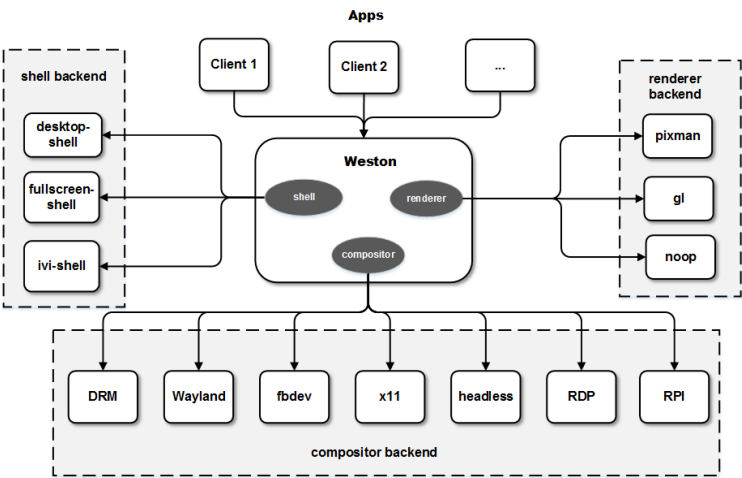 Apps
Client 1
Client 2
...
shell backend
desktop-
shell
fullscreen-
shell
ivi-shell
Weston
shell
renderer
compositor
renderer
backend
pixman
gl
noop
DRM
Wayland
fbdev
x11
headless
RDP
RPI
compositor backend